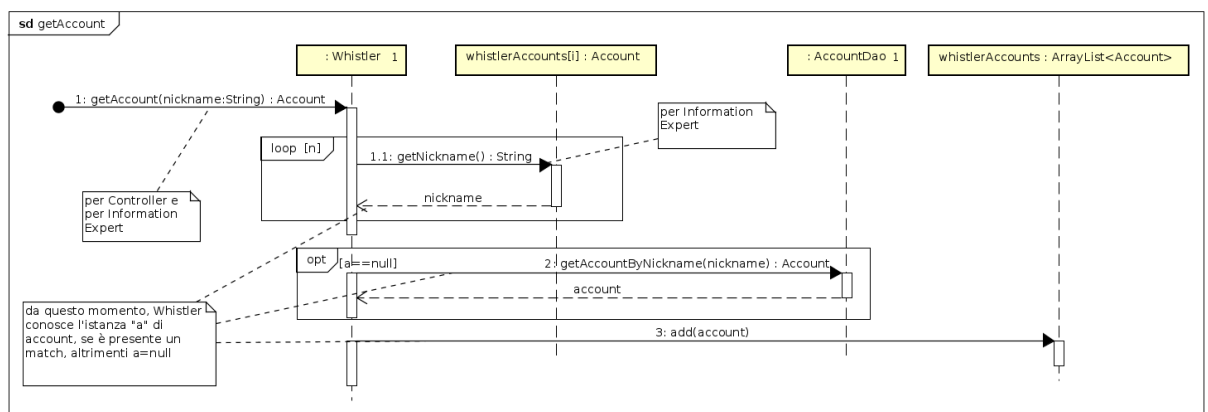 sd getAccount
: Whistler 1
whistlerAccounts[i] : Account
: AccountDao 1
whistlerAccounts : ArrayList<Account>
1: getAccount(nickname:String) : Account
per Information
Expert
loop [n]
1.1: getNickname() : String
nickname
per Controller e
per Information
Expert
opt
[a==null]
2: getAccountByNickname(nickname) : Account
account
da questo momento, Whistler
conosce l'istanza "a" di
account, se è presente un
match, altrimenti a=null
3: add(account)